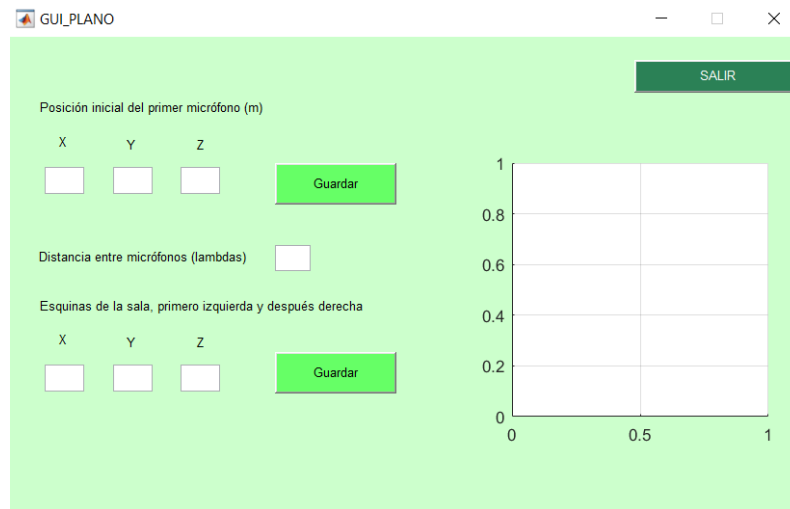 GUI_PLANO
SALIR
Posición inicial del primer micrófono (m)
X Y Z
Guardar
Distancia entre micrófonos (lambdas)
Esquinas de la sala, primero izquierda y después derecha
X Y Z
Guardar
1
0.8
0.6
0.4
0.2
0
0 0.5 1